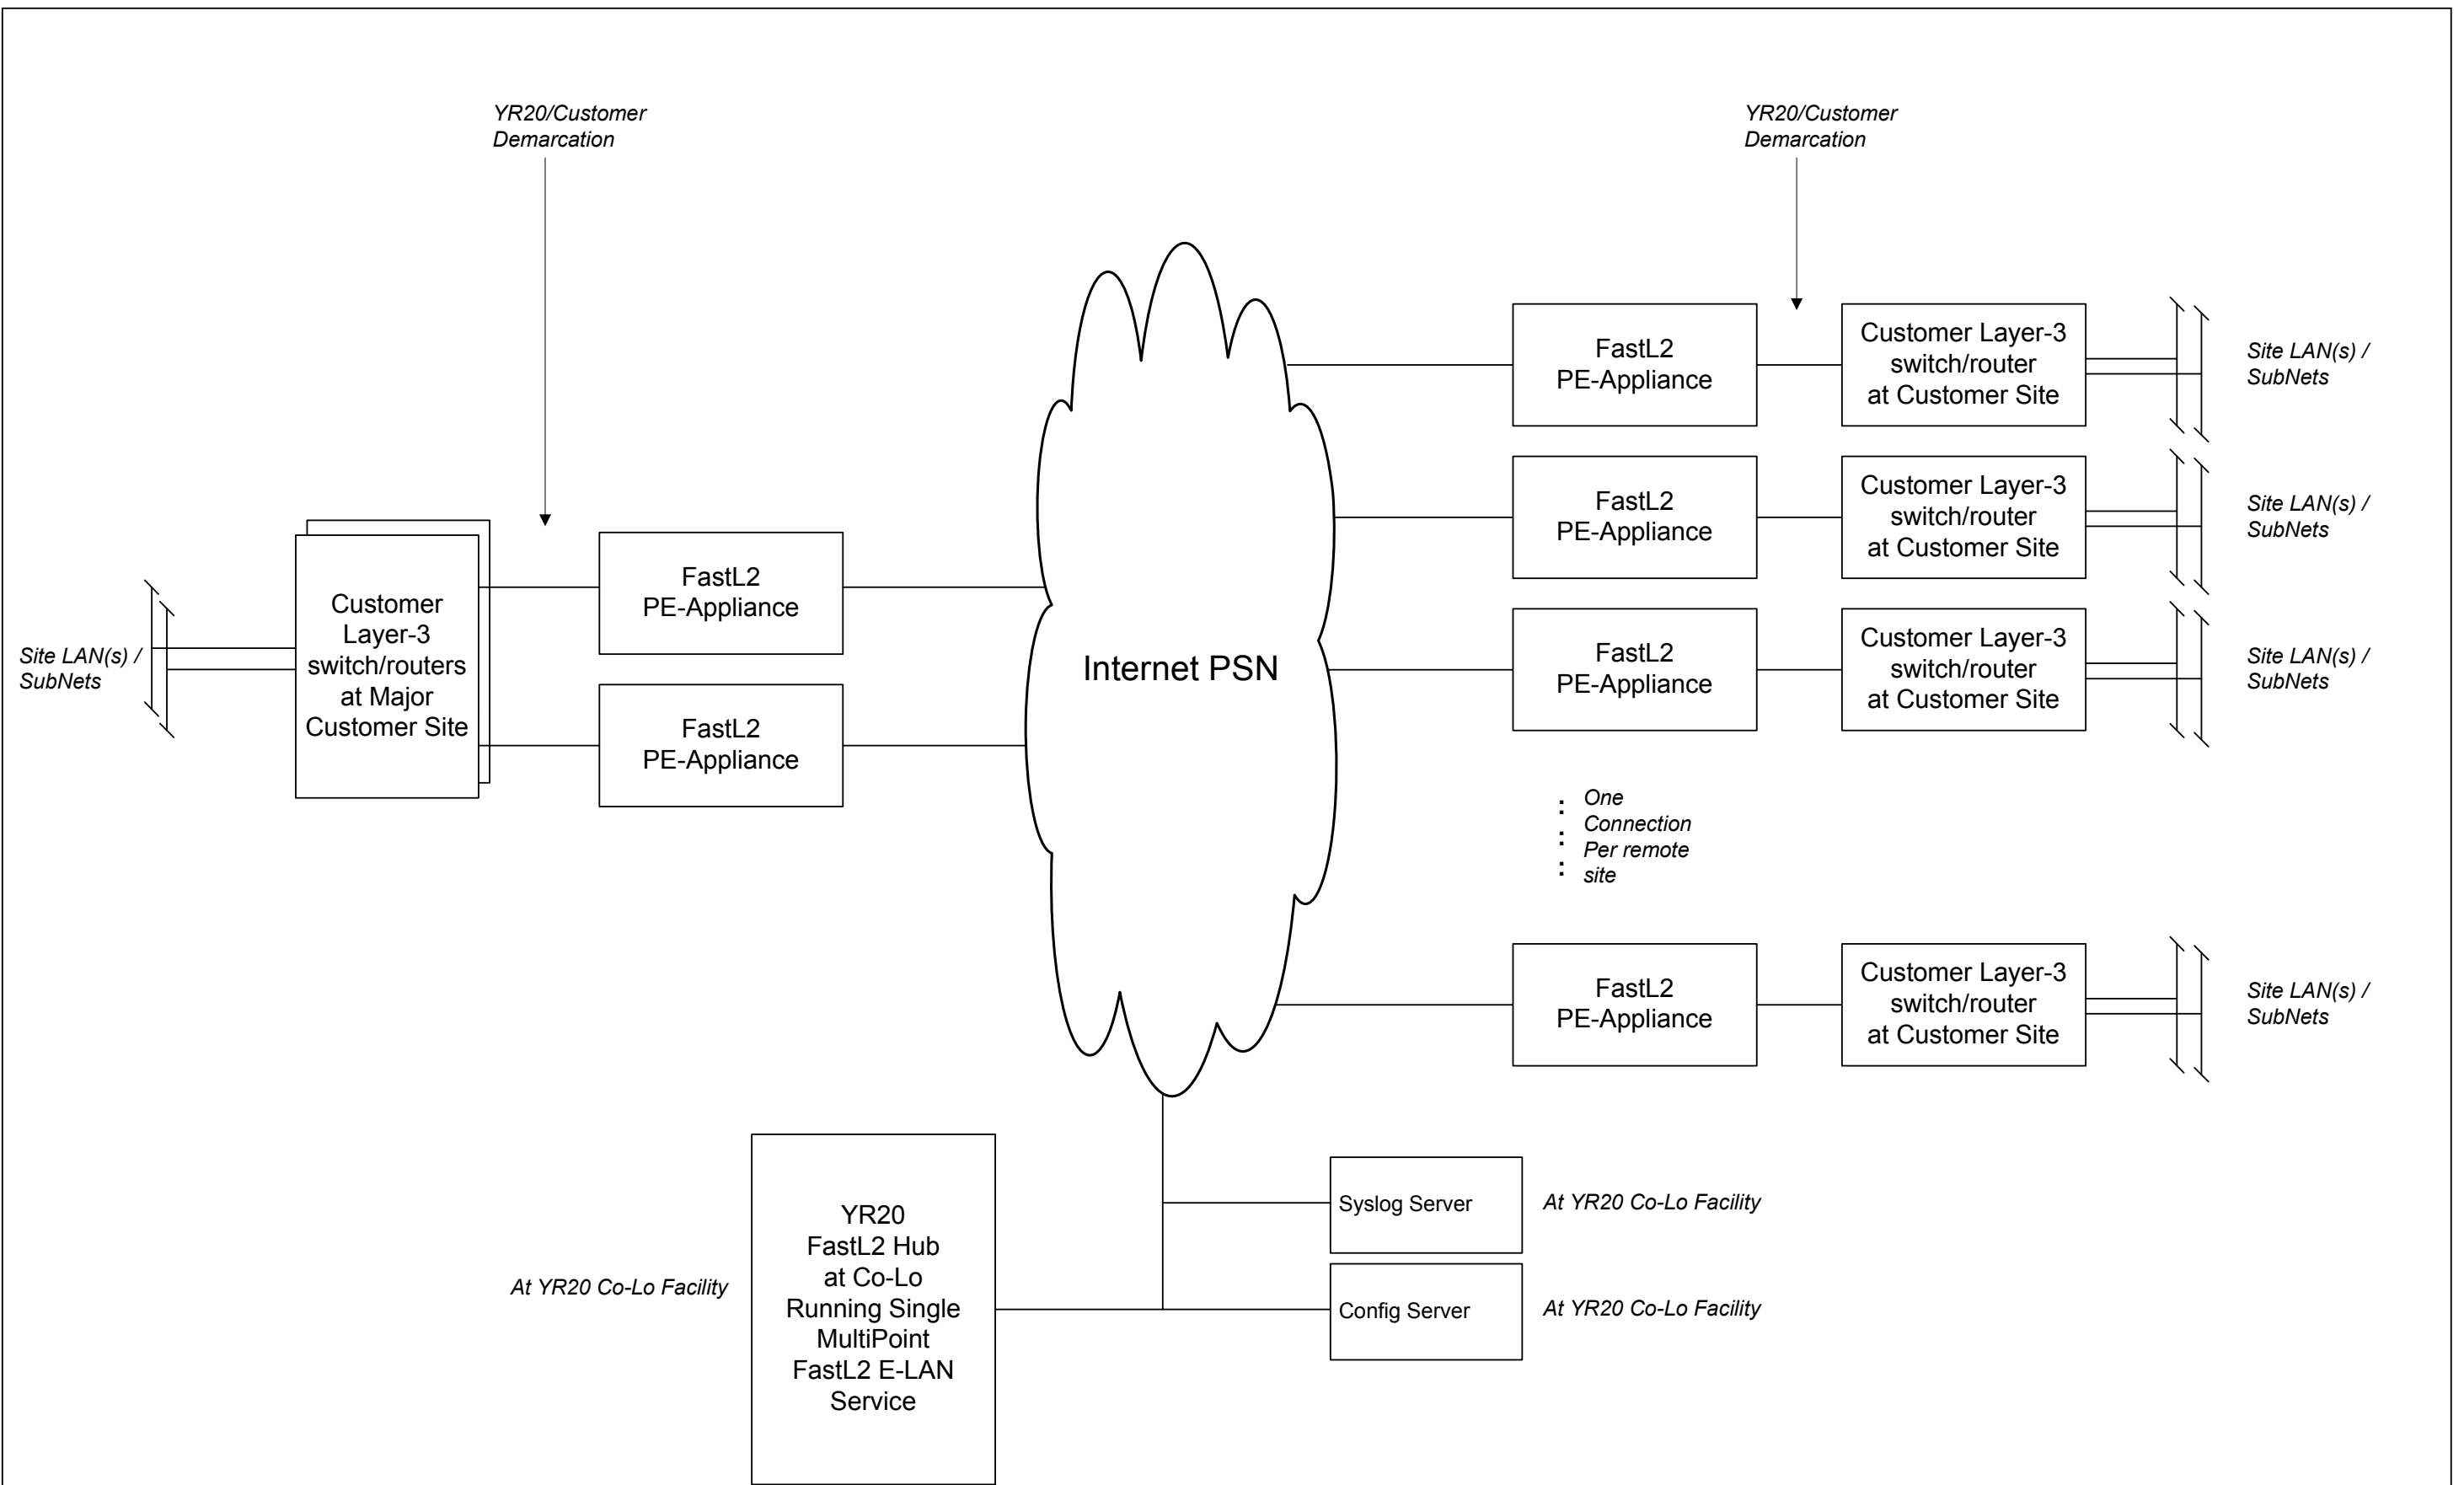 YR20/Customer
Demarcation
YR20/Customer
Demarcation
FastL2
PE-Appliance
Customer Layer-3
switch/router
at Customer Site
Site LAN(s) /
SubNets
FastL2
PE-Appliance
Customer Layer-3
switch/router
at Customer Site
Site LAN(s) /
SubNets
Site LAN(s) /
SubNets
Customer
Layer-3
switch/routers
at Major
Customer Site
FastL2
PE-Appliance
FastL2
PE-Appliance
Internet PSN
FastL2
PE-Appliance
Customer Layer-3
switch/router
at Customer Site
Site LAN(s) /
SubNets
One
Connection
Per remote
site
FastL2
PE-Appliance
Customer Layer-3
switch/router
at Customer Site
Site LAN(s) /
SubNets
At YR20 Co-Lo Facility
YR20
FastL2 Hub
at Co-Lo
Running Single
MultiPoint
FastL2 E-LAN
Service
Syslog Server
At YR20 Co-Lo Facility
Config Server
At YR20 Co-Lo Facility